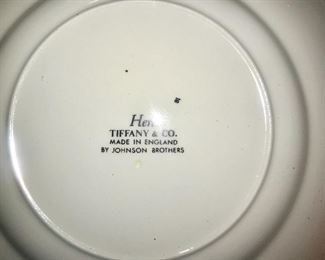 TIFFANY & CO.
MADE IN ENGLAND
BY JOHNSON BROTHERS